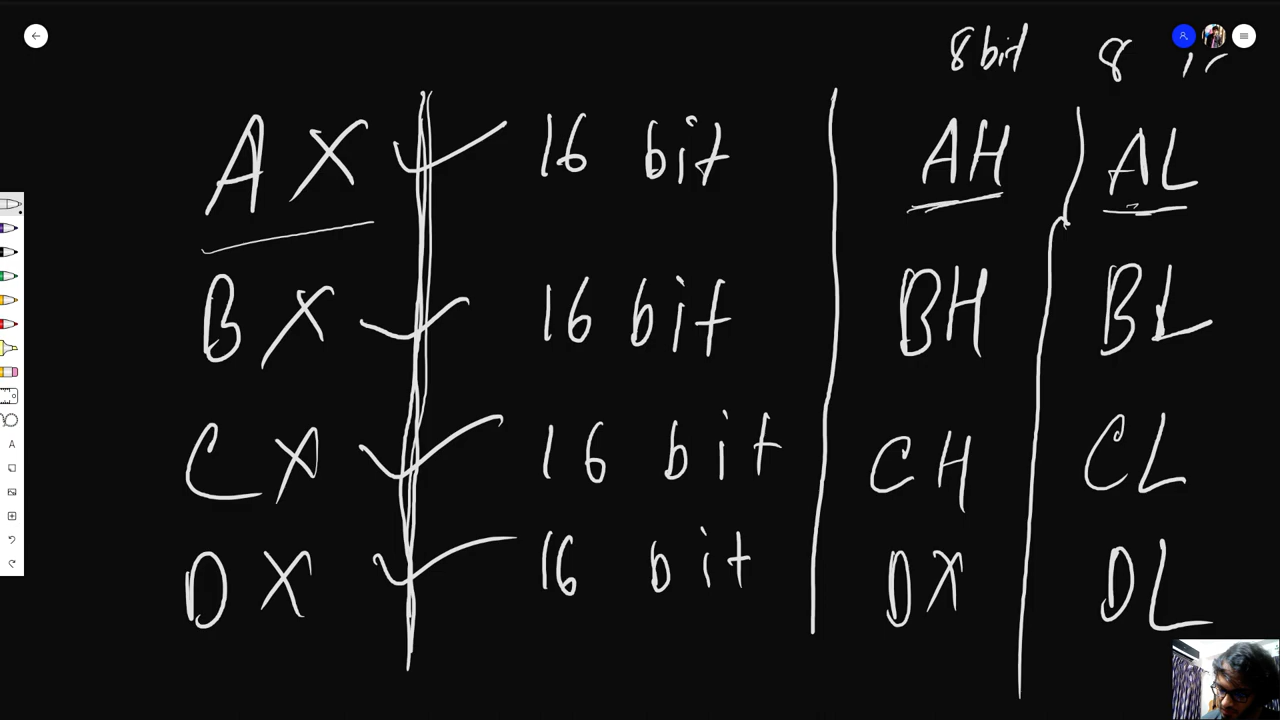 8 bit 8
AX 16 bit AH AL
BX 16 bit BH BL
CX 16 bit CH CL
DX 16 bit DX DL